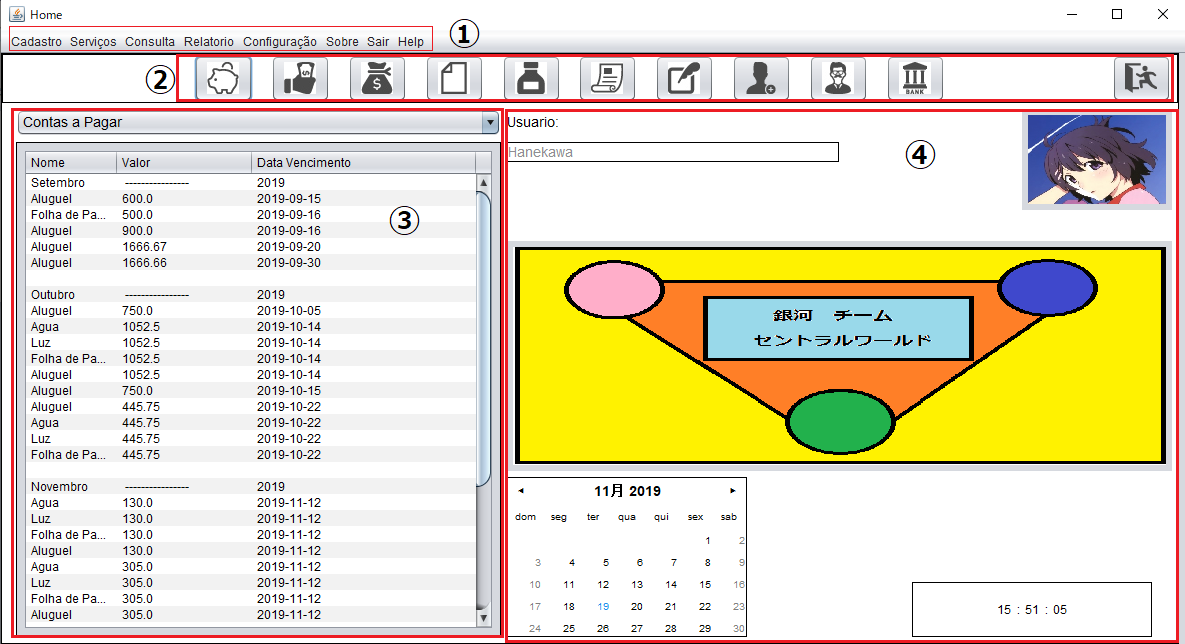 Home
Cadastro Serviços Consulta Relatorio Configuração Sobre Sair Help
①
②
$
$
BANK
Contas a Pagar
Nome Valor Data Vencimento
Setembro ---------------- 2019
Aluguel 600.0 2019-09-15
Folha de Pa... 500.0 2019-09-16
Aluguel 900.0 2019-09-16
Aluguel 1666.67 2019-09-20
Aluguel 1666.66 2019-09-30
Outubro ---------------- 2019
Aluguel 750.0 2019-10-05
Agua 1052.5 2019-10-14
Luz 1052.5 2019-10-14
Folha de Pa... 1052.5 2019-10-14
Aluguel 1052.5 2019-10-14
Aluguel 750.0 2019-10-15
Aluguel 445.75 2019-10-22
Agua 445.75 2019-10-22
Luz 445.75 2019-10-22
Folha de Pa... 445.75 2019-10-22
Novembro ---------------- 2019
Agua 130.0 2019-11-12
Luz 130.0 2019-11-12
Folha de Pa... 130.0 2019-11-12
Aluguel 130.0 2019-11-12
Agua 305.0 2019-11-12
Luz 305.0 2019-11-12
Folha de Pa... 305.0 2019-11-12
Aluguel 305.0 2019-11-12
③
Usuario:
Hanekawa
④
銀河 チーム
セントラルワールド
11月 2019
dom seg ter qua qui sex sab
1 2
3 4 5 6 7 8 9
10 11 12 13 14 15 16
17 18 19 20 21 22 23
24 25 26 27 28 29 30
15 : 51 : 05